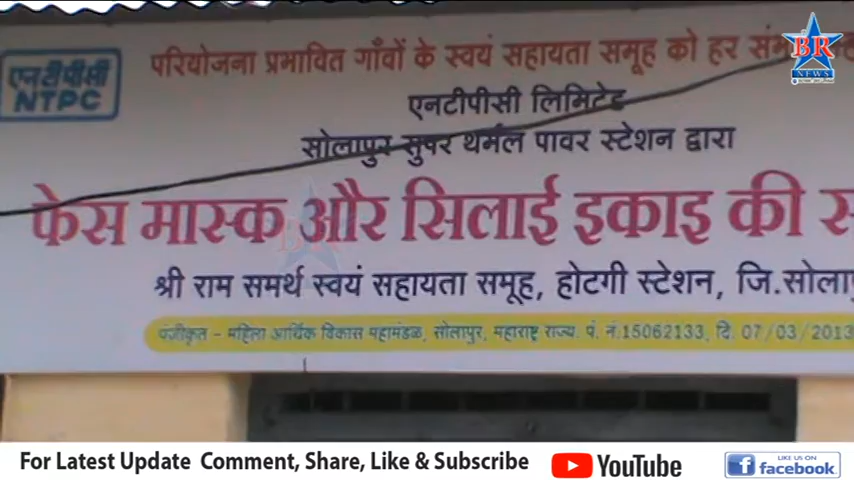 एनटीपीसी
NTPC
परियोजना प्रभावित गाँवों के स्वयं सहायता समूह को हर
एनटीपीसी लिमिटेड
सोलापुर सुपर थर्मल पावर स्टेशन द्वारा
फेस मास्क और सिलाई इकाइ की
श्री राम समर्थ स्वयं सहायता समूह, होटगी स्टेशन, जि.सोलापु
पंजीकृत - महिला आर्थिक विकास महामंडळ, सोलापुर, महाराष्ट्र राज्य. पं. नं.15062133, दि. 07/03/2013
BR
NEWS
BR
For Latest Update Comment, Share, Like & Subscribe
YouTube
LIKE US ON
facebook